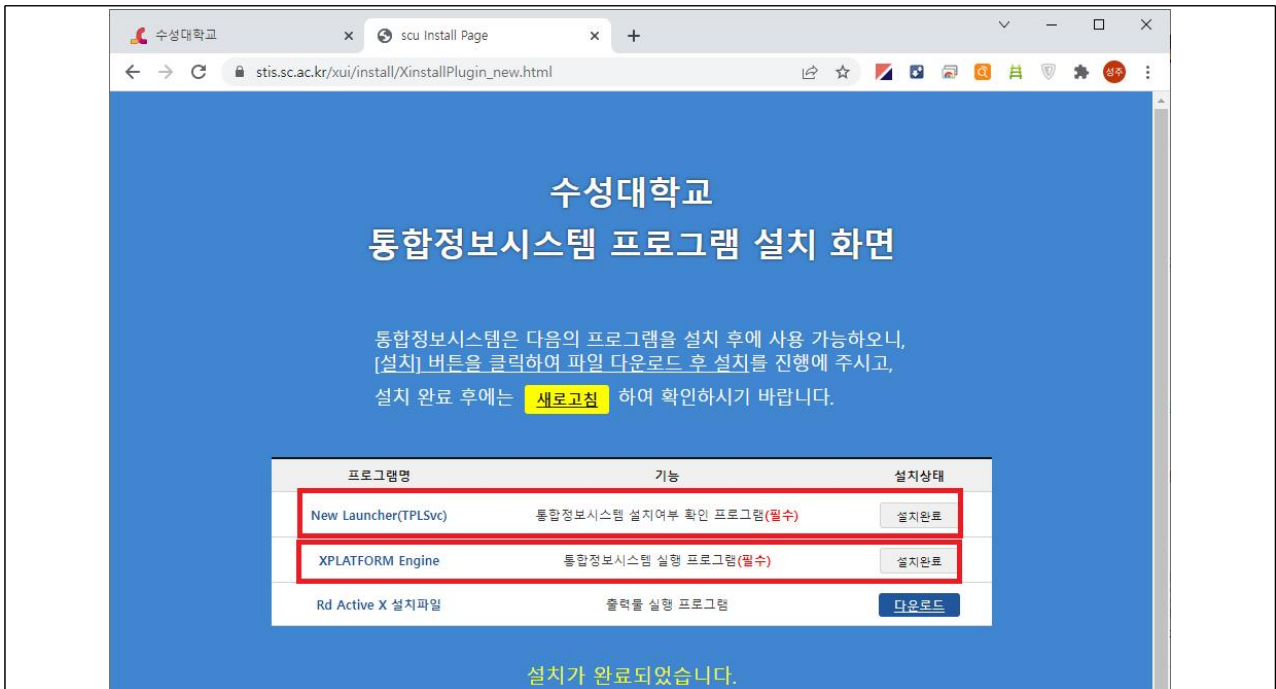 수성대학교
scu Install Page
stis.sc.ac.kr/xui/install/XinstallPlugin_new.html
성주
수성대학교
통합정보시스템 프로그램 설치 화면
통합정보시스템은 다음의 프로그램을 설치 후에 사용 가능하오니,
[설치] 버튼을 클릭하여 파일 다운로드 후 설치를 진행에 주시고,
설치 완료 후에는 새로고침 하여 확인하시기 바랍니다.
프로그램명 기능 설치상태
New Launcher(TPLSvc) 통합정보시스템 설치여부 확인 프로그램(필수) 설치완료
XPLATFORM Engine 통합정보시스템 실행 프로그램(필수) 설치완료
Rd Active X 설치파일 출력물 실행 프로그램 다운로드
설치가 완료되었습니다.